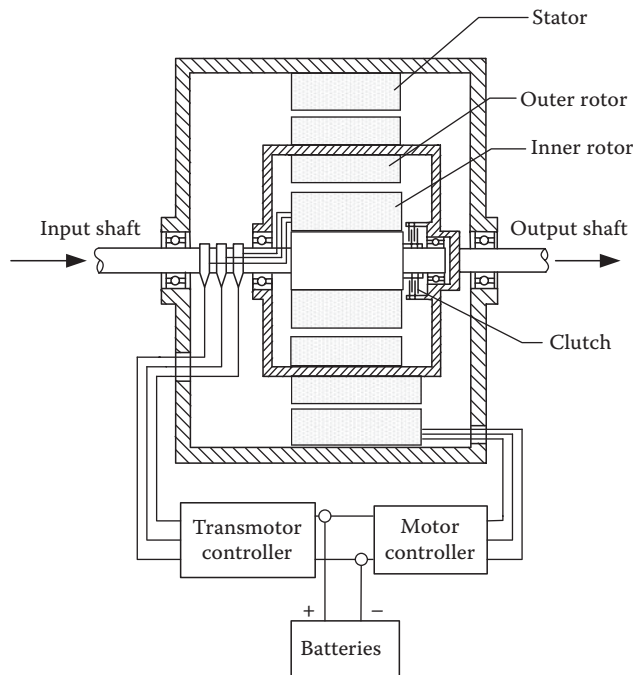 Stator
Outer rotor
Inner rotor
Input shaft
Output shaft
Clutch
Transmotor
controller
Motor
controller
+ −
Batteries